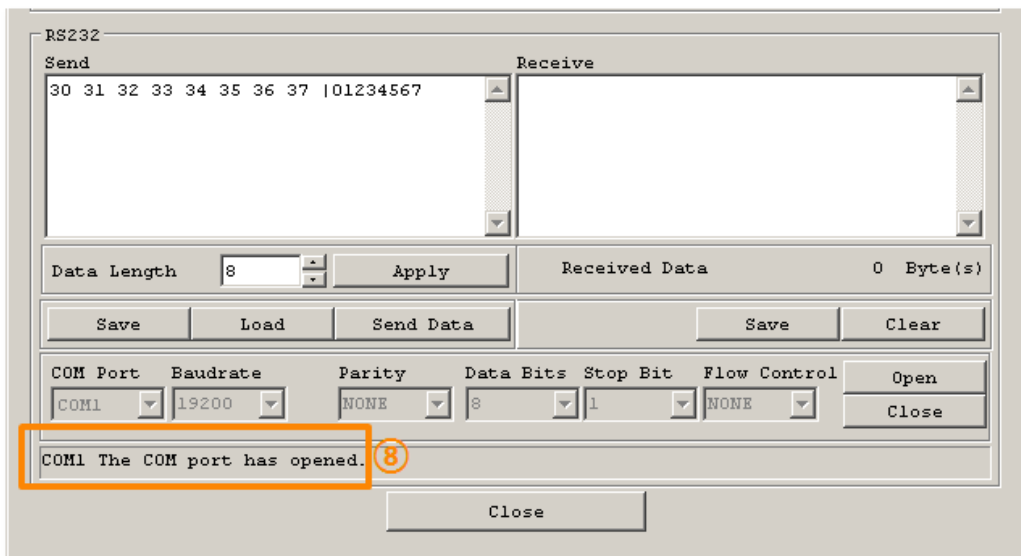 RS232
Send
Receive
30 31 32 33 34 35 36 37 |01234567
Data Length 8 Apply
Received Data 0 Byte(s)
Save Load Send Data
Save Clear
COM Port Baudrate Parity Data Bits Stop Bit Flow Control
COM1 19200 NONE 8 1 NONE
Open
Close
COM1 The COM port has opened. ⑧
Close